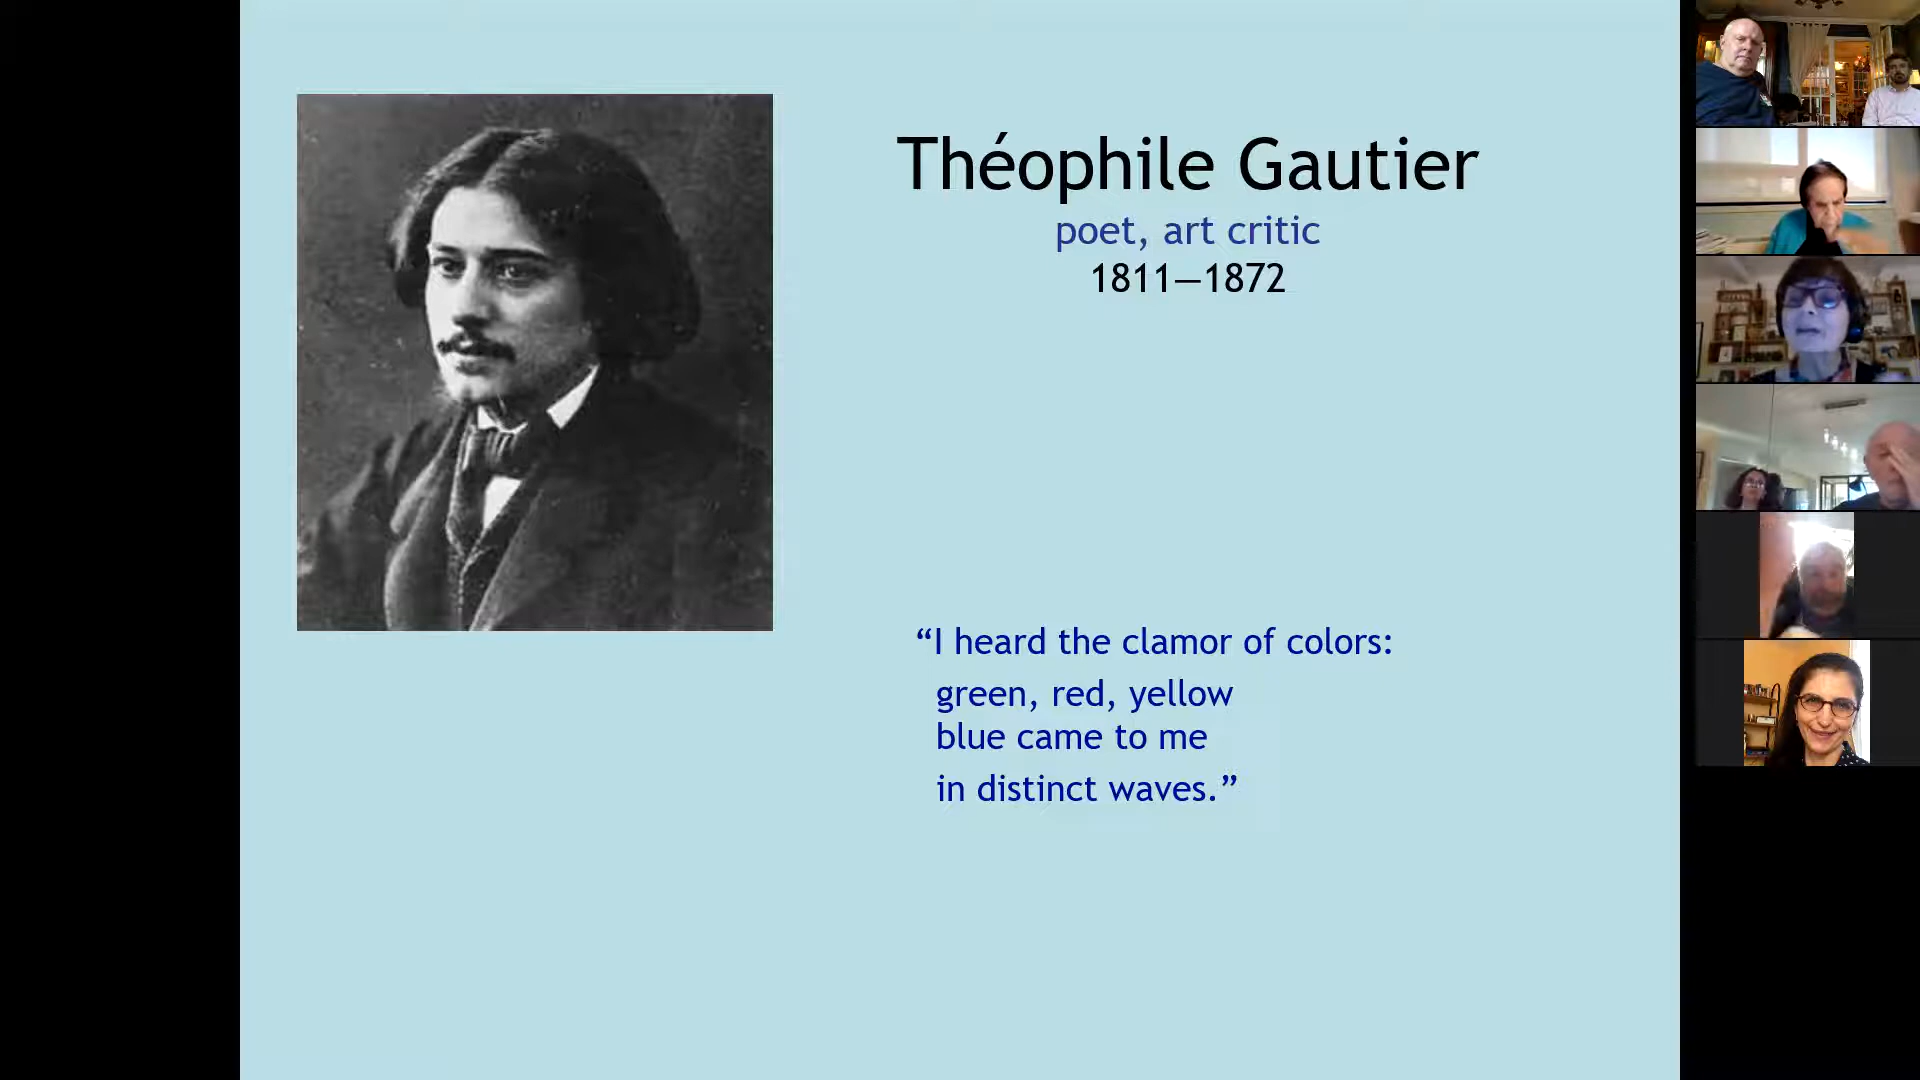 Théophile Gautier
poet, art critic
1811—1872
“I heard the clamor of colors:
green, red, yellow
blue came to me
in distinct waves.”